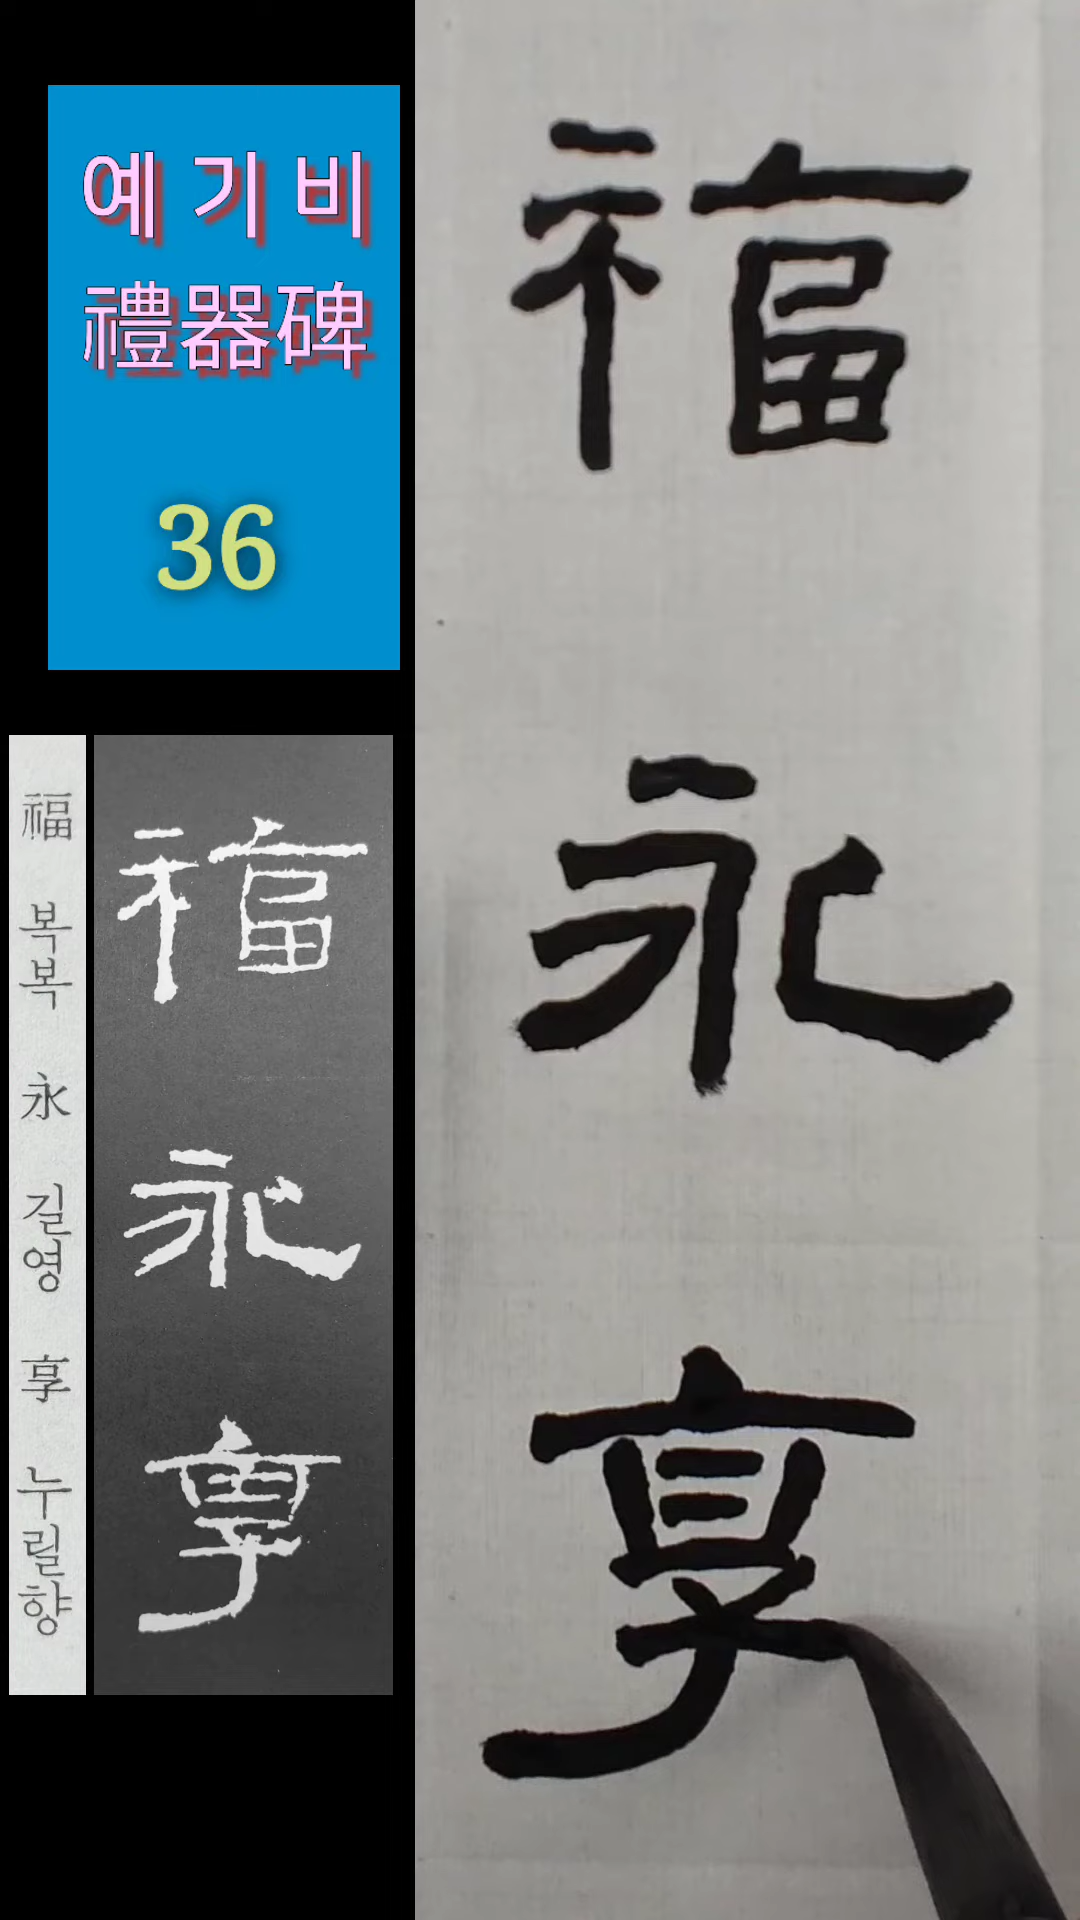 예 기 비
禮器碑
36
福 복 복 永 길 영 享 누릴 향
福永享
福永享